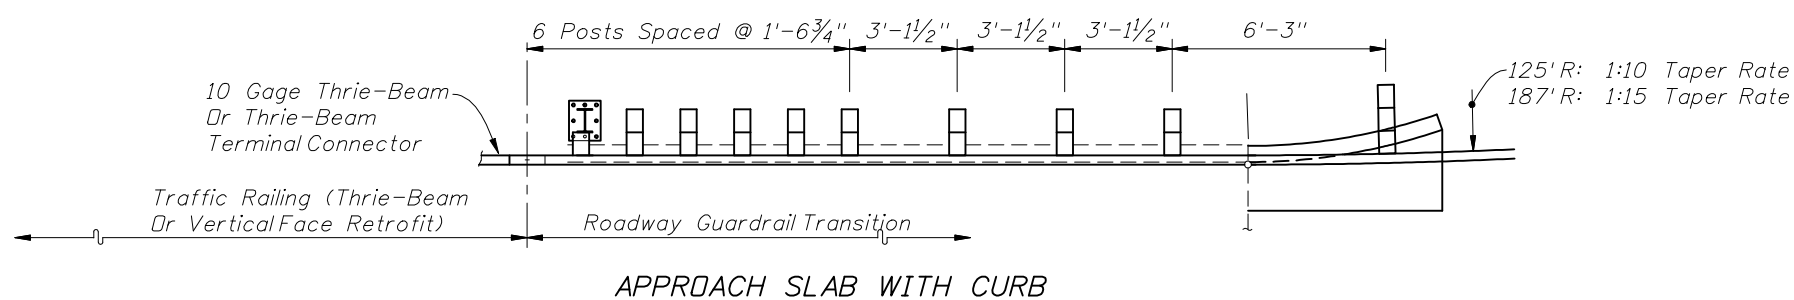 6 Posts Spaced @ 1'-6¾" 3'-1½" 3'-1½" 3'-1½" 6'-3"
10 Gage Thrie-Beam
Or Thrie-Beam
Terminal Connector
125' R: 1:10 Taper Rate
187' R: 1:15 Taper Rate
Traffic Railing (Thrie-Beam
Or Vertical Face Retrofit)
Roadway Guardrail Transition
APPROACH SLAB WITH CURB